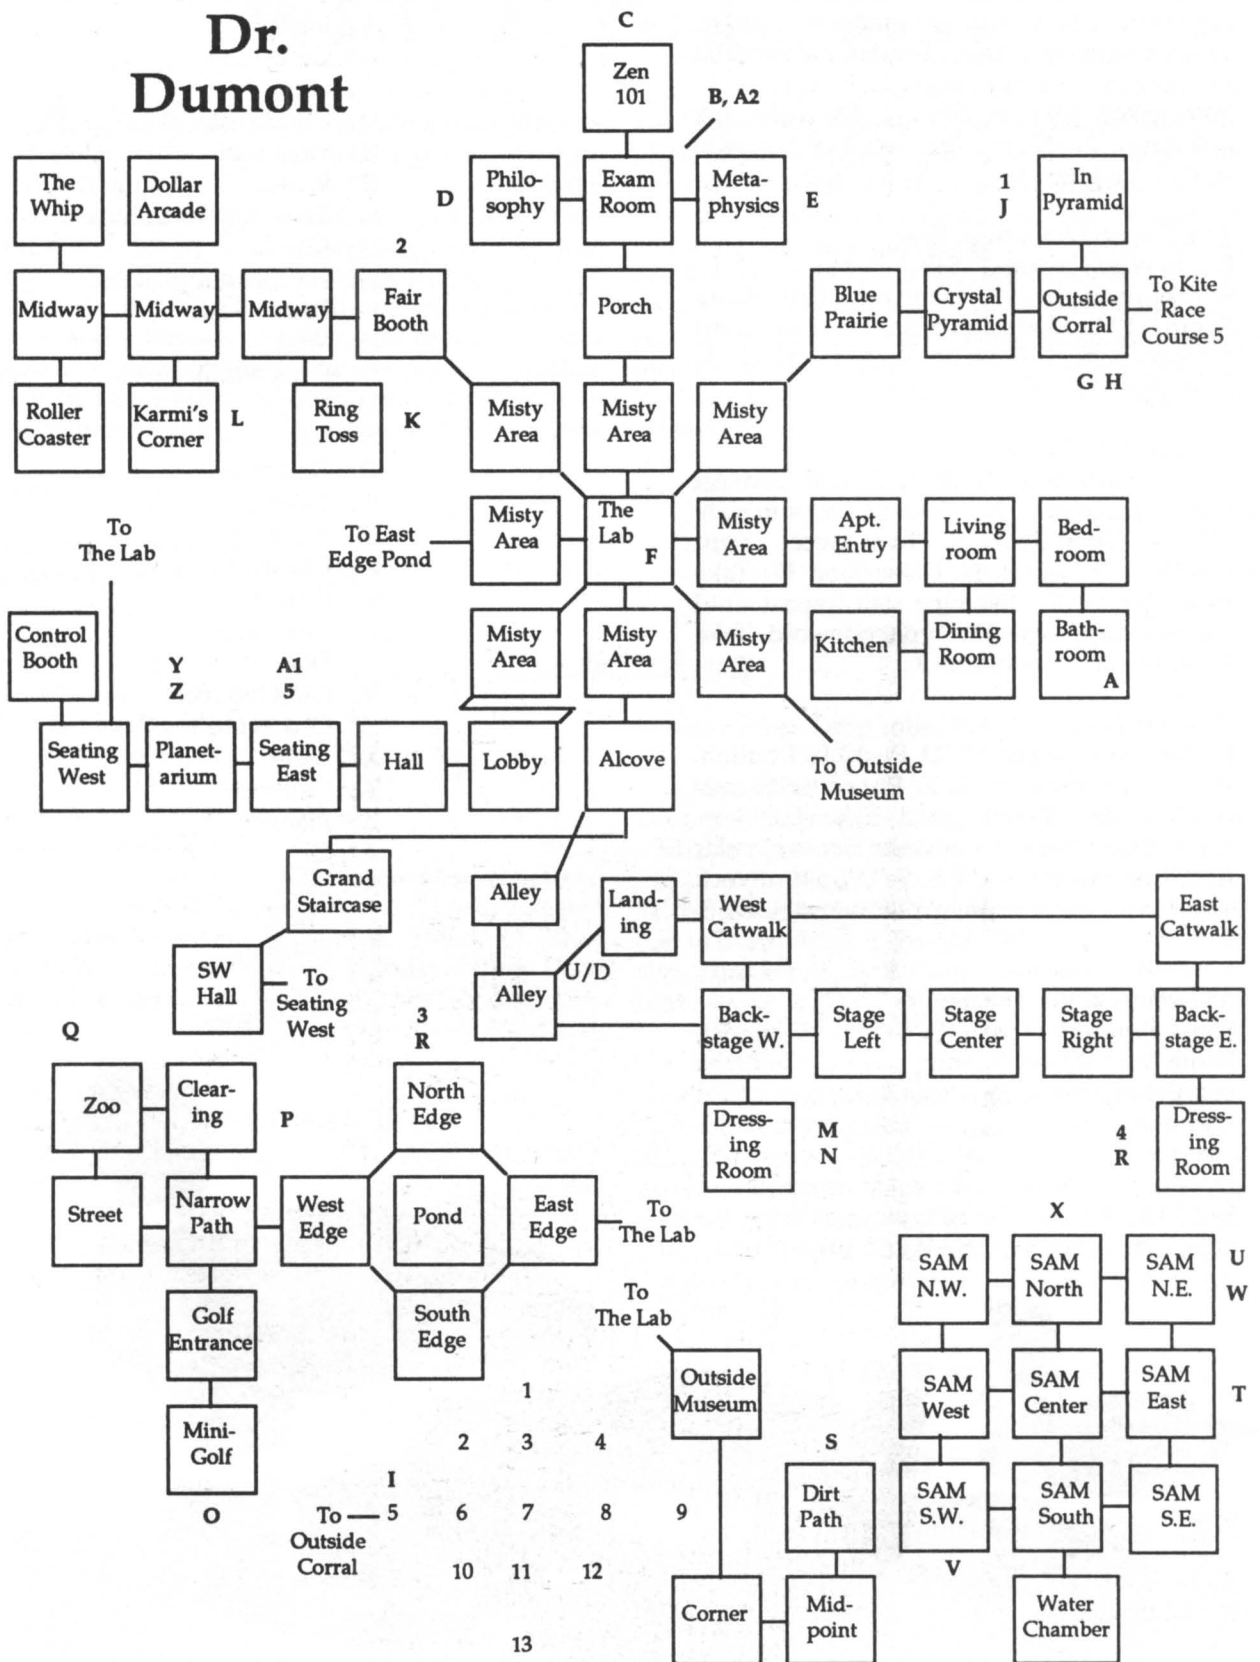 Dr.
Dumont
C
Zen
101
B, A2
The
Whip
Dollar
Arcade
D
Philo-
sophy
Exam
Room
Meta-
physics
E
1
J
In
Pyramid
2
Midway
Midway
Midway
Fair
Booth
Porch
Blue
Prairie
Crystal
Pyramid
Outside
Corral
To Kite
Race
Course 5
G H
Roller
Coaster
Karmi's
Corner
L
Ring
Toss
K
Misty
Area
Misty
Area
Misty
Area
To
The Lab
To East
Edge Pond
Misty
Area
The
Lab
F
Misty
Area
Apt.
Entry
Living
room
Bed-
room
Control
Booth
Y
Z
A1
5
Misty
Area
Misty
Area
Misty
Area
Kitchen
Dining
Room
Bath-
room
A
Seating
West
Planet-
arium
Seating
East
Hall
Lobby
Alcove
To Outside
Museum
Grand
Staircase
Alley
Land-
ing
West
Catwalk
East
Catwalk
SW
Hall
To
Seating
West
U/D
Alley
Back-
stage W.
Stage
Left
Stage
Center
Stage
Right
Back-
stage E.
Q
3
R
Zoo
Clear-
ing
P
North
Edge
Dress-
ing
Room
M
N
4
R
Dress-
ing
Room
Street
Narrow
Path
West
Edge
Pond
East
Edge
To
The Lab
X
SAM
N.W.
SAM
North
SAM
N.E.
U
W
Golf
Entrance
South
Edge
To
The Lab
Outside
Museum
SAM
West
SAM
Center
SAM
East
T
Mini-
Golf
O
1
2 3 4
I
To
Outside
Corral
5 6 7 8 9
10 11 12
13
S
Dirt
Path
SAM
S.W.
SAM
South
SAM
S.E.
V
Corner
Mid-
point
Water
Chamber